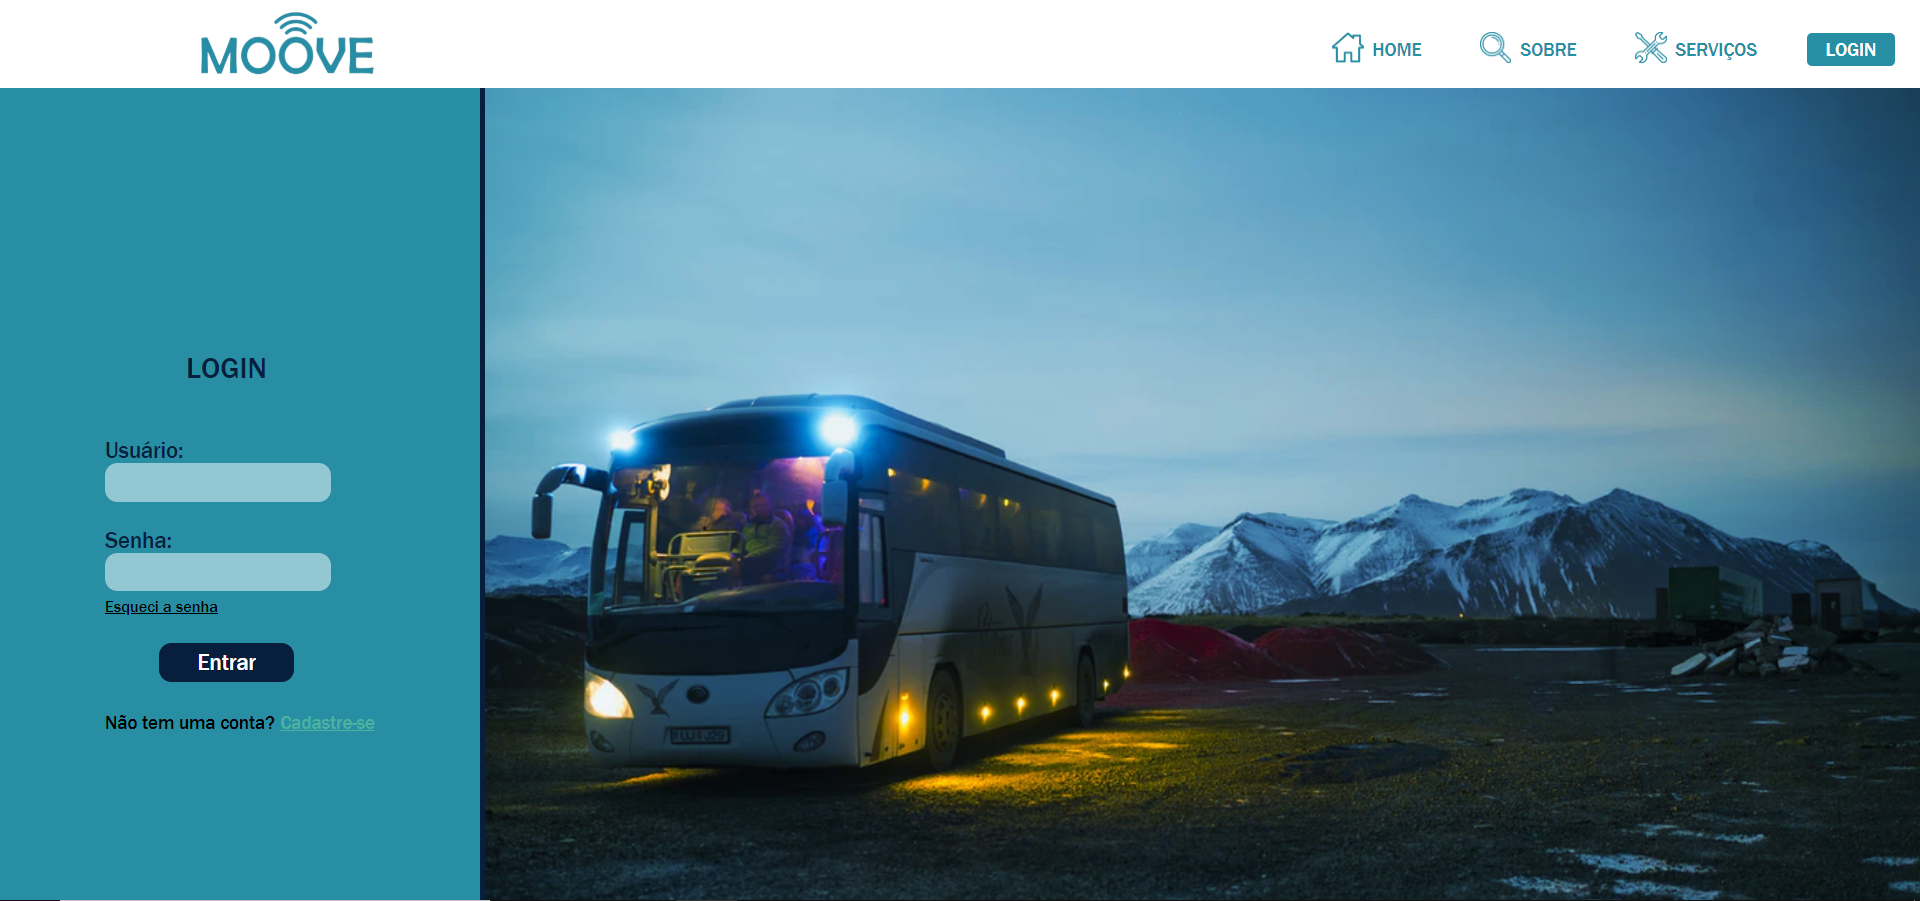 MOOVE
HOME
SOBRE
SERVIÇOS
LOGIN
LOGIN
Usuário:
Senha:
Esqueci a senha
Entrar
Não tem uma conta? Cadastre-se